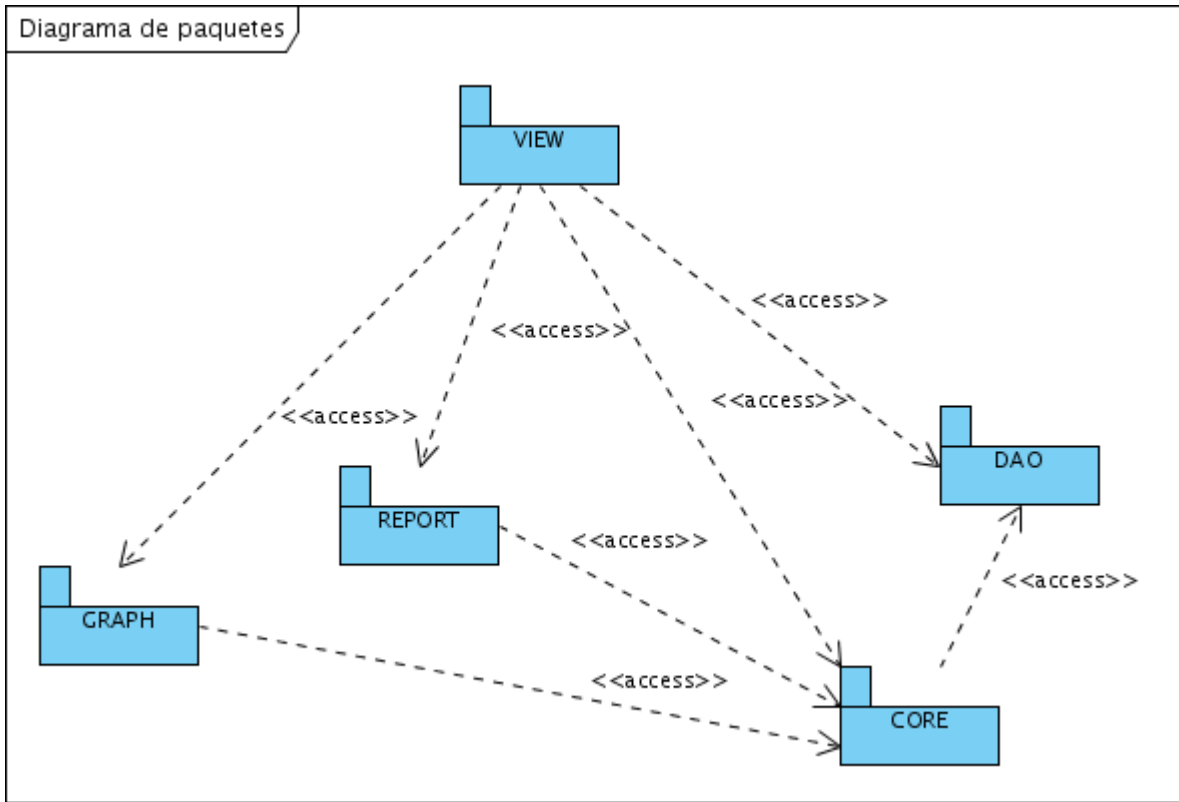 Diagrama de paquetes
VIEW
<<access>>
<<access>>
<<access>>
<<access>>
DAO
REPORT
<<access>>
<<access>>
GRAPH
<<access>>
CORE